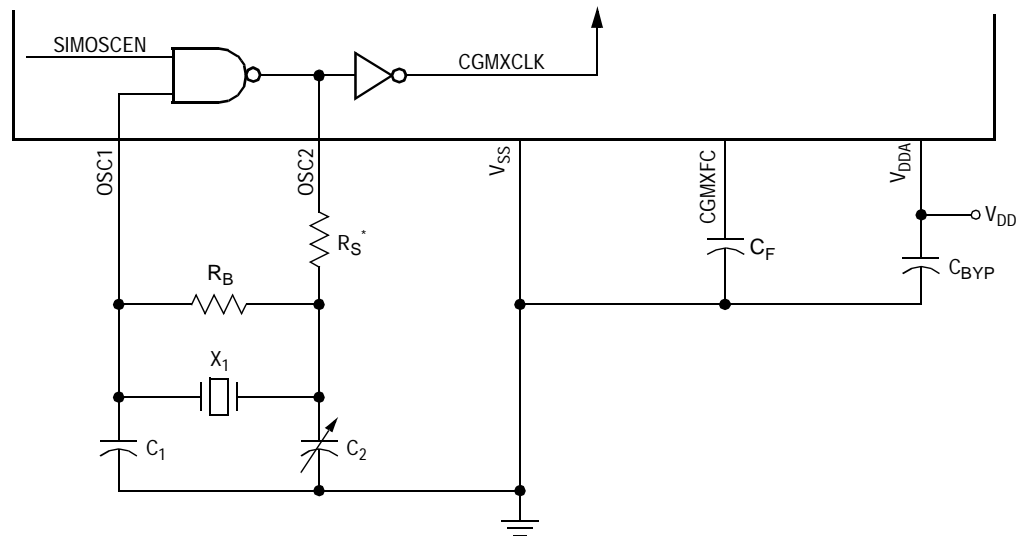 SIMOSCEN
CGMXCLK
OSC1
OSC2
VSS
CGMXFC
VDDA
VDD
RS*
CF
CBYP
RB
X1
C1
C2